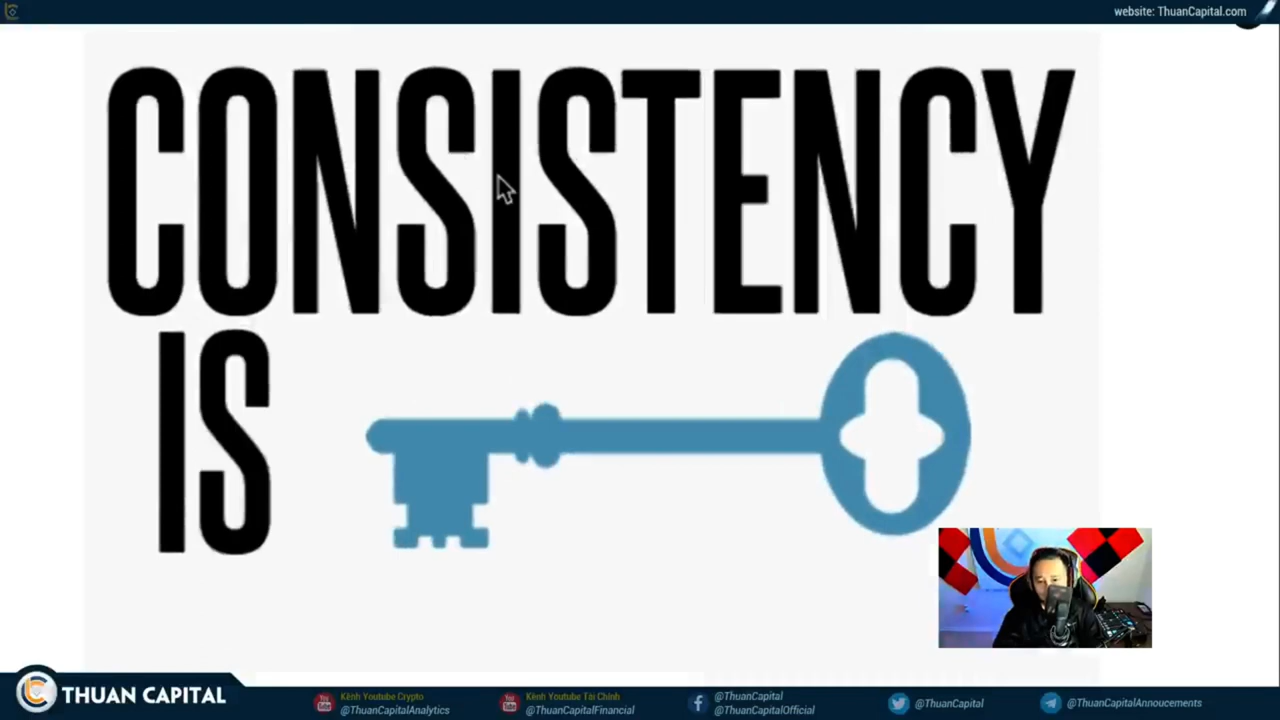 website: ThuanCapital.com
CONSISTENCY
IS
THUAN CAPITAL
Kênh Youtube Crypto
@ThuanCapitalAnalytics
Kênh Youtube Tài Chính
@ThuanCapitalFinancial
@ThuanCapital
@ThuanCapitalOfficial
@ThuanCapital
@ThuanCapitalAnnoucements